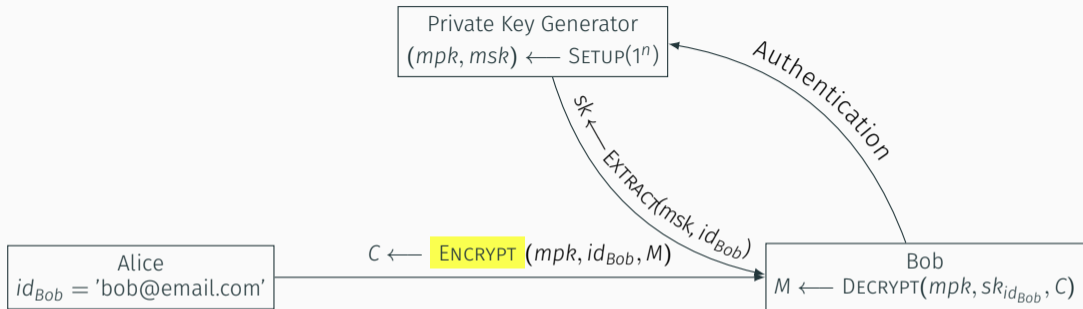 Private Key Generator
(mpk, msk) ⟵ SETUP(1ⁿ)
Authentication
sk ⟵ EXTRACT(msk, id_Bob)
C ⟵ ENCRYPT (mpk, id_Bob, M)
Alice
id_Bob = 'bob@email.com'
Bob
M ⟵ DECRYPT(mpk, sk_id_Bob, C)